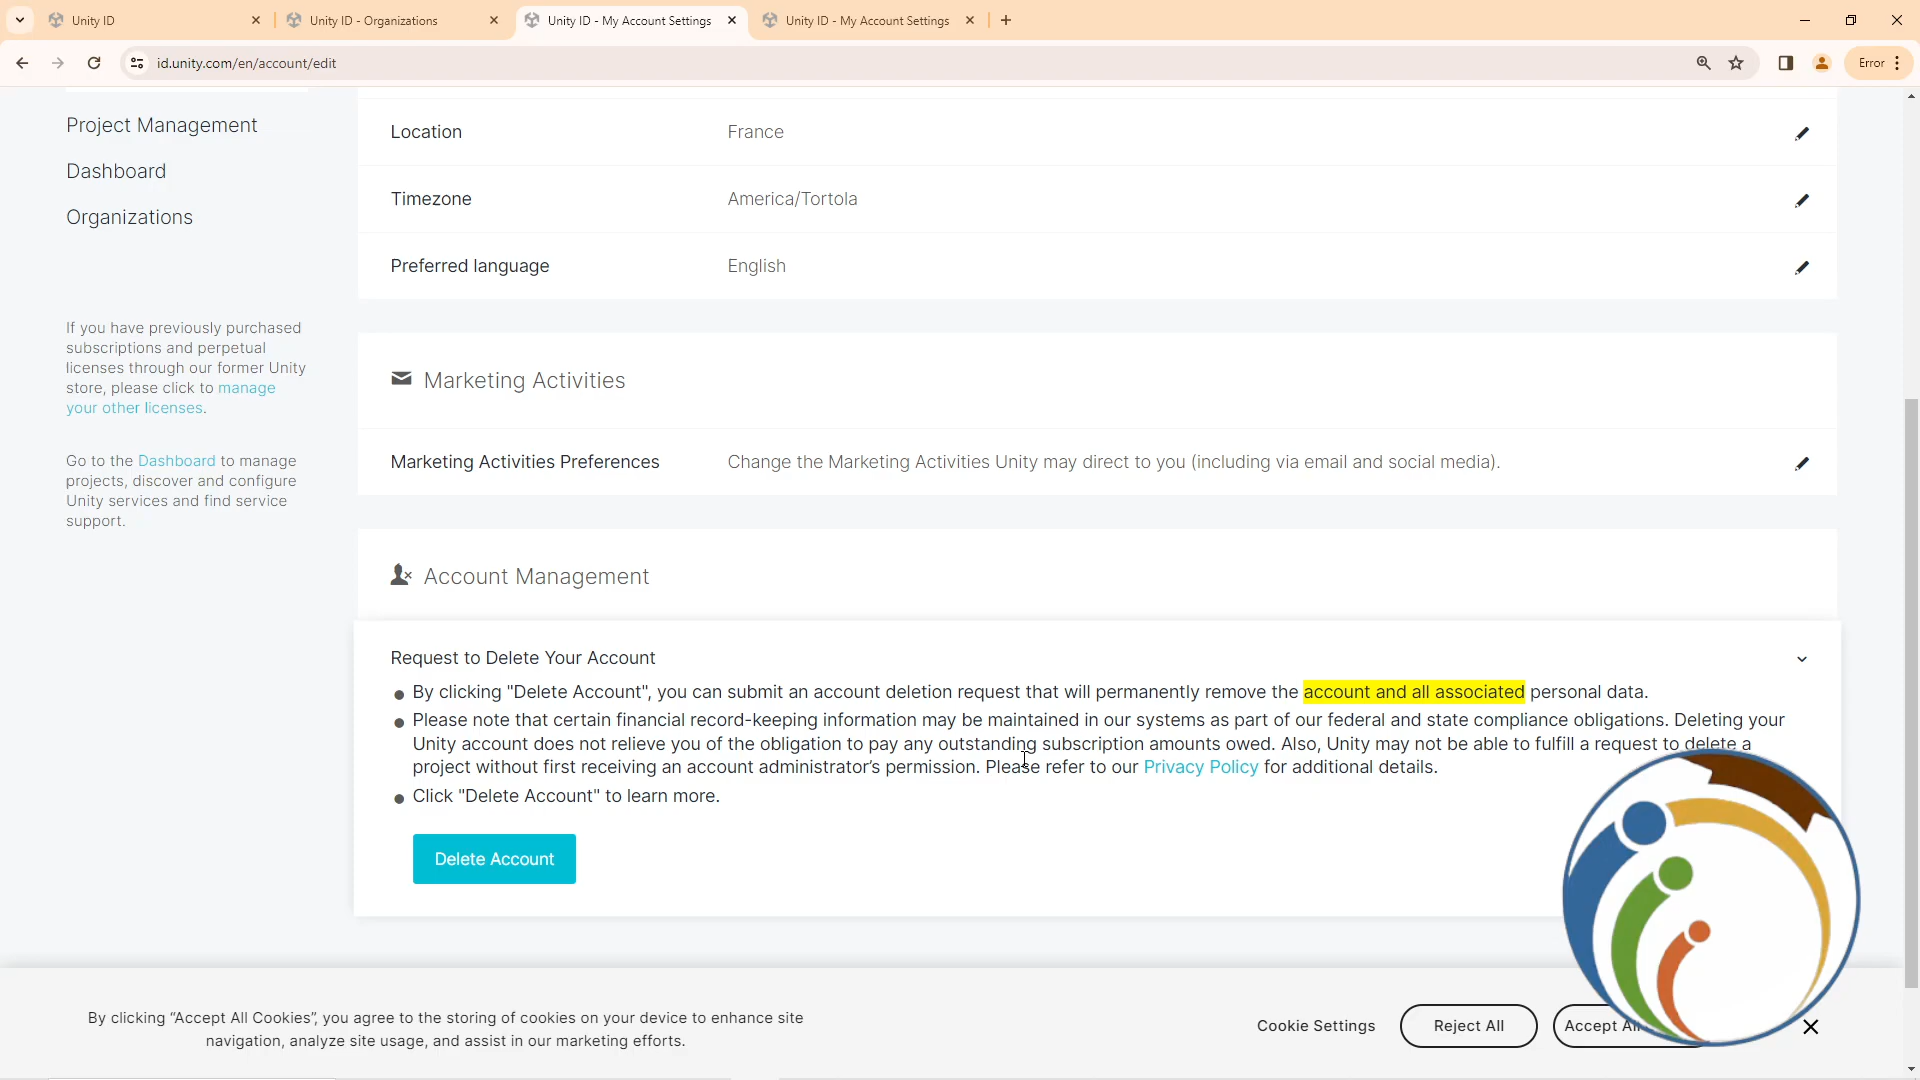 Unity ID
Unity ID - Organizations
Unity ID - My Account Settings
Unity ID - My Account Settings
id.unity.com/en/account/edit
Error
Project Management
Dashboard
Organizations
If you have previously purchased
subscriptions and perpetual
licenses through our former Unity
store, please click to manage
your other licenses.
Go to the Dashboard to manage
projects, discover and configure
Unity services and find service
support.
Location France
Timezone America/Tortola
Preferred language English
Marketing Activities
Marketing Activities Preferences Change the Marketing Activities Unity may direct to you (including via email and social media).
Account Management
Request to Delete Your Account
By clicking "Delete Account", you can submit an account deletion request that will permanently remove the account and all associated personal data.
Please note that certain financial record-keeping information may be maintained in our systems as part of our federal and state compliance obligations. Deleting your
Unity account does not relieve you of the obligation to pay any outstanding subscription amounts owed. Also, Unity may not be able to fulfill a request to delete a
project without first receiving an account administrator's permission. Please refer to our Privacy Policy for additional details.
Click "Delete Account" to learn more.
Delete Account
By clicking “Accept All Cookies”, you agree to the storing of cookies on your device to enhance site
navigation, analyze site usage, and assist in our marketing efforts.
Cookie Settings
Reject All
Accept All